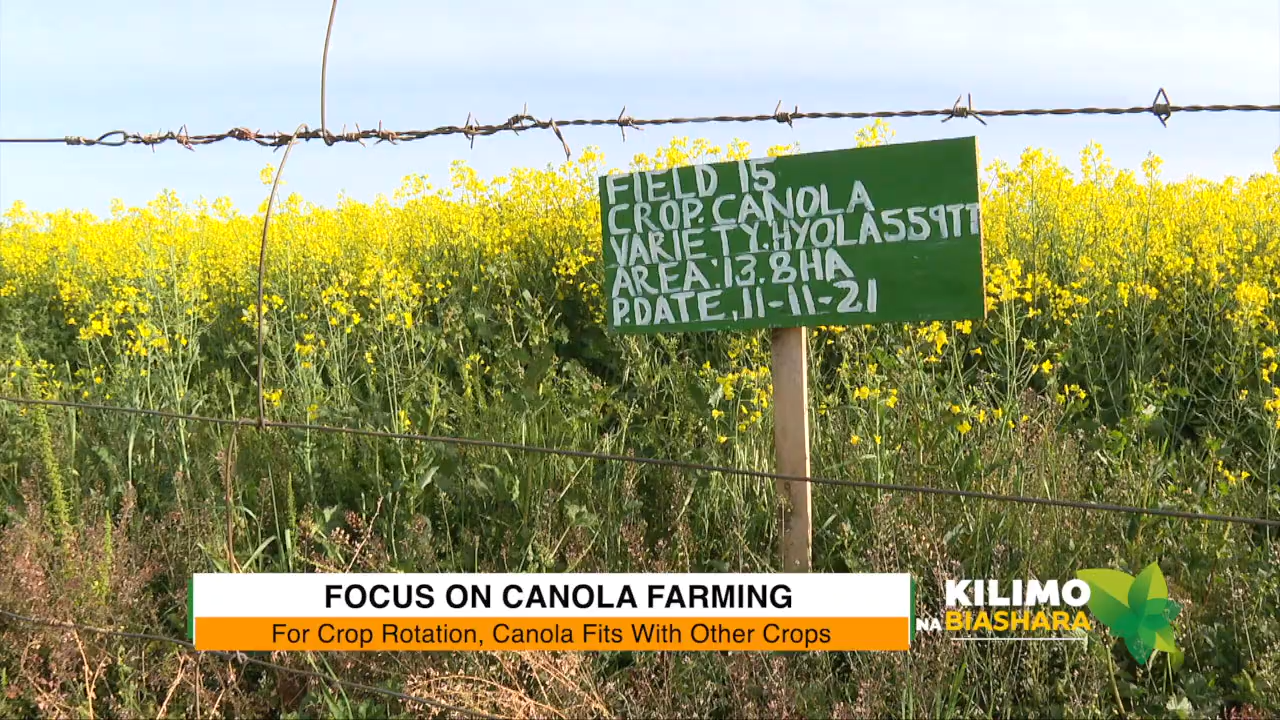 FIELD 15
CROP. CANOLA
VARIETY. HYOLA559TT
AREA. 13.8HA
P.DATE. 11-11-21
FOCUS ON CANOLA FARMING
For Crop Rotation, Canola Fits With Other Crops
KILIMO
NA BIASHARA